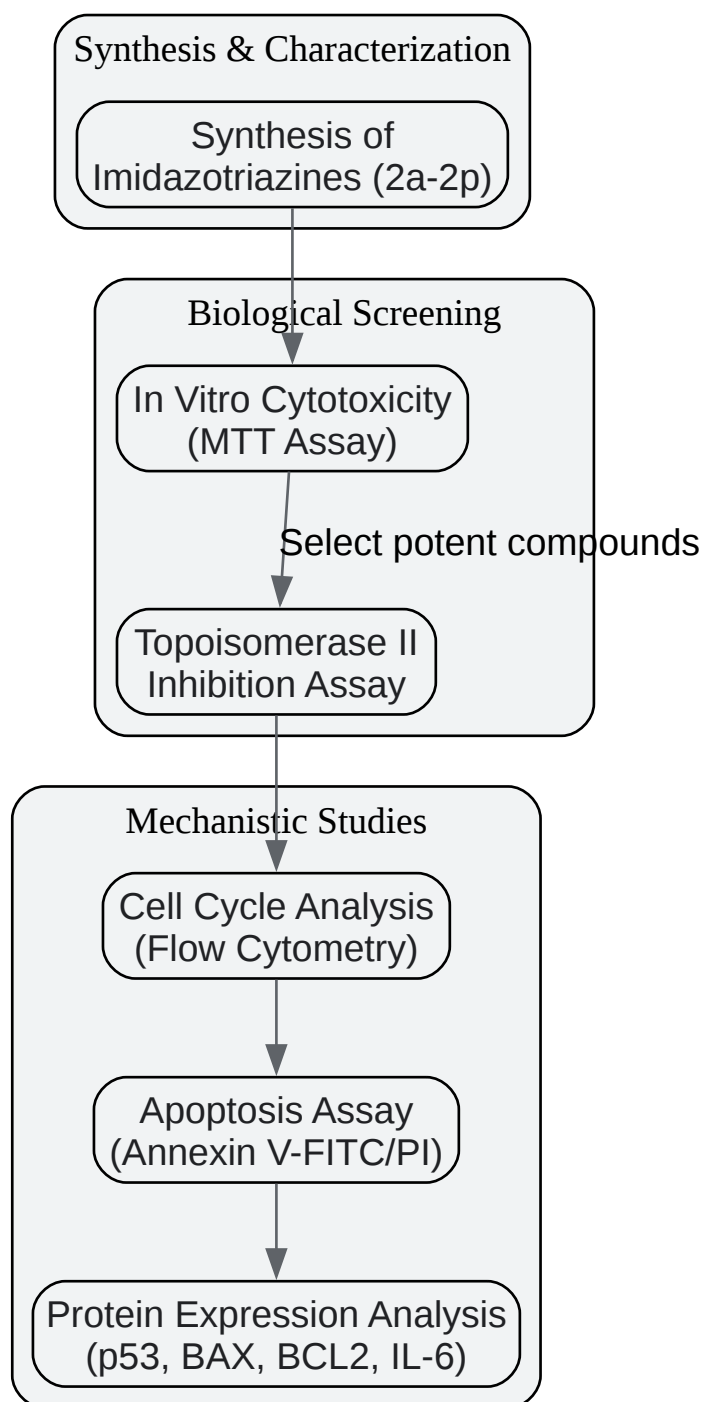 Synthesis & Characterization
Synthesis of
Imidazotriazines (2a-2p)
Biological Screening
In Vitro Cytotoxicity
(MTT Assay)
Select potent compounds
Topoisomerase II
Inhibition Assay
Mechanistic Studies
Cell Cycle Analysis
(Flow Cytometry)
Apoptosis Assay
(Annexin V-FITC/PI)
Protein Expression Analysis
(p53, BAX, BCL2, IL-6)